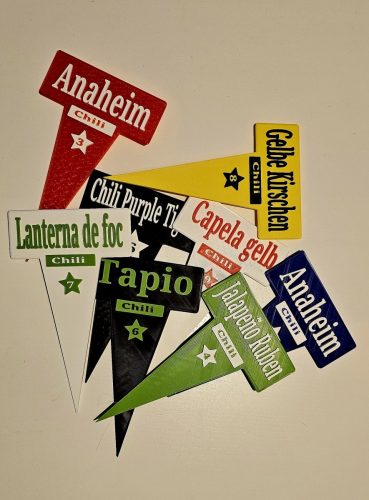 Anaheim
Chili
3
Gelbe Kirschen
Chili
8
Chili Purple Tig
Lanterna de foc
Chili
7
Capela gelb
Chili
Tapio
Chili
6
Jalapeño Ruben
Chili
4
Anaheim
Chili